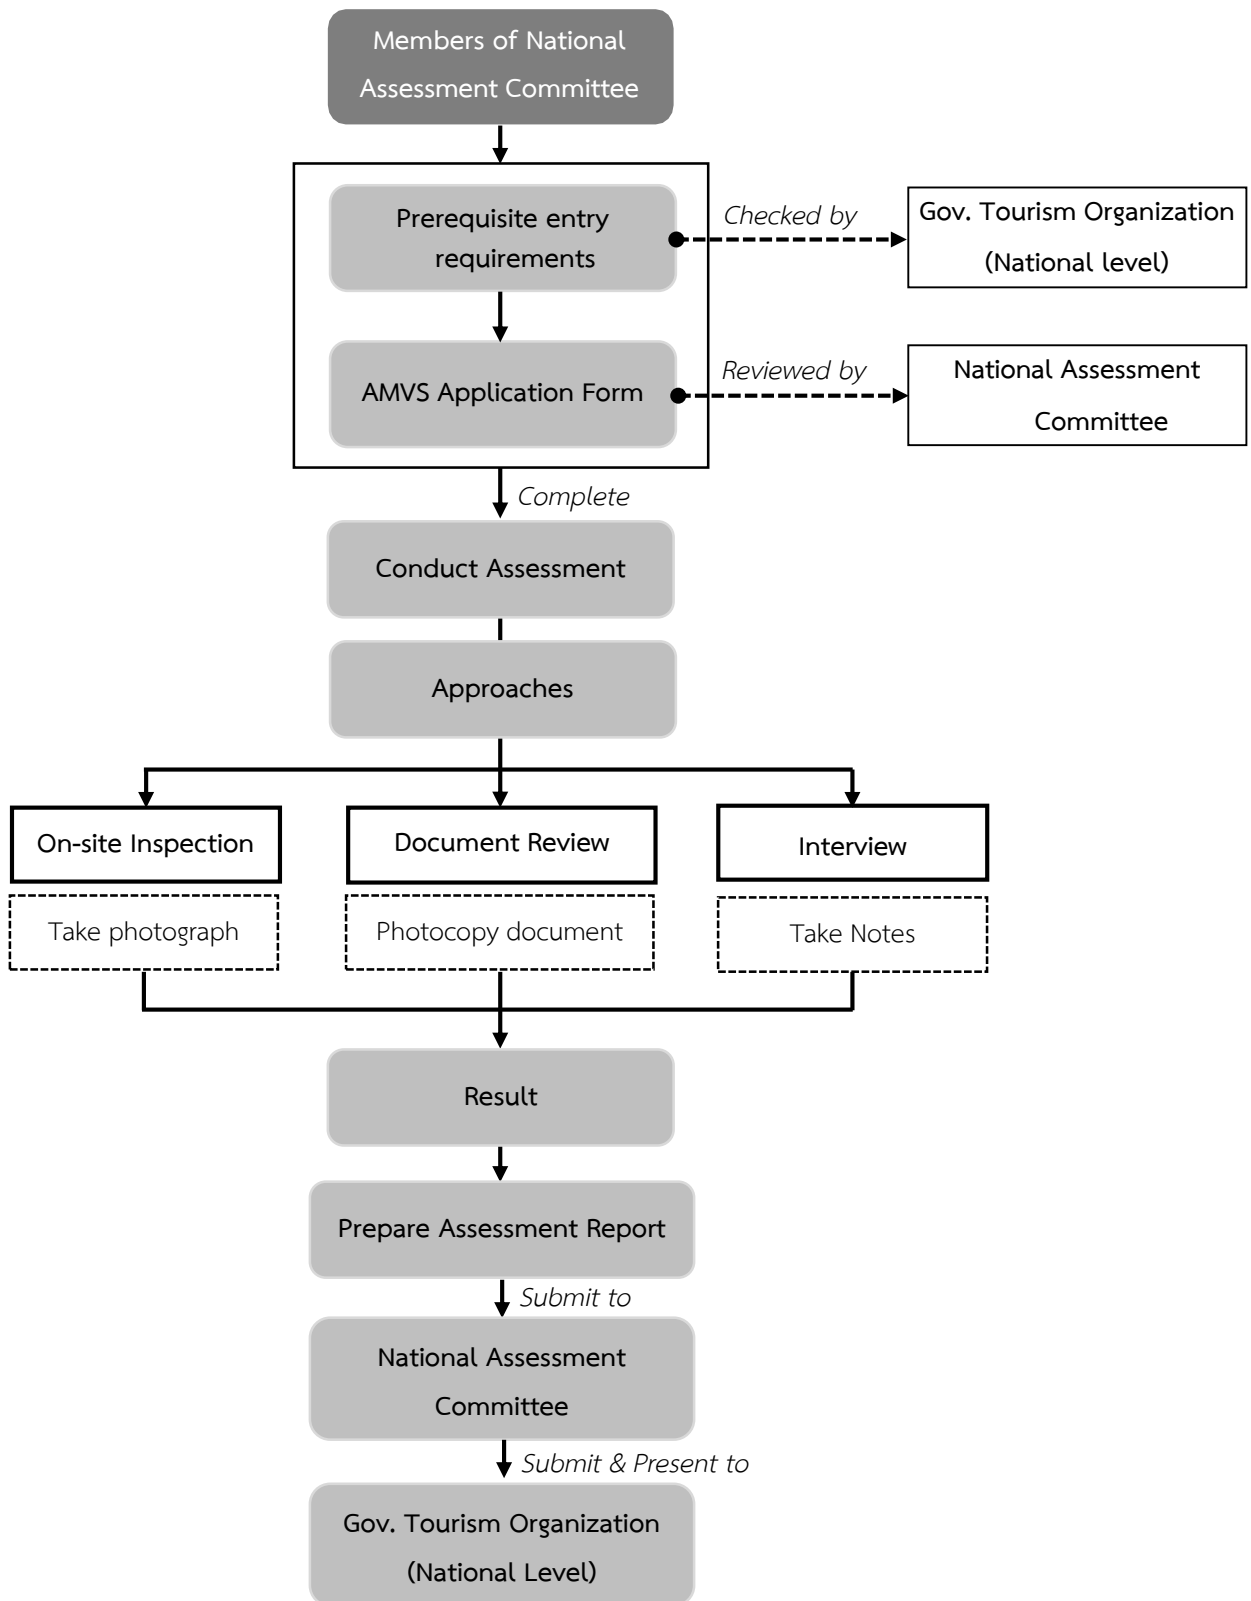 Members of National
Assessment Committee
Prerequisite entry
requirements
Checked by
Gov. Tourism Organization
(National level)
AMVS Application Form
Reviewed by
National Assessment
Committee
Complete
Conduct Assessment
Approaches
On-site Inspection
Document Review
Interview
Take photograph
Photocopy document
Take Notes
Result
Prepare Assessment Report
Submit to
National Assessment
Committee
Submit & Present to
Gov. Tourism Organization
(National Level)